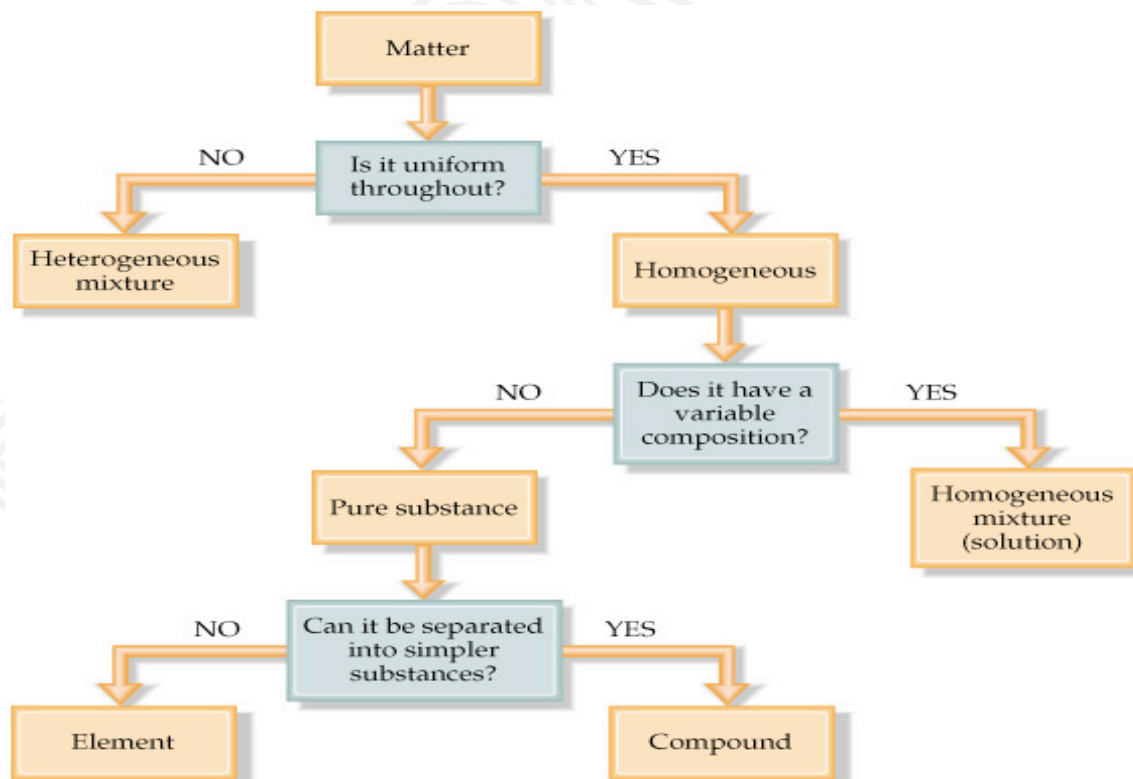 Matter
NO
Is it uniform
throughout?
YES
Heterogeneous
mixture
Homogeneous
NO
Does it have a
variable
composition?
YES
Pure substance
Homogeneous
mixture
(solution)
NO
Can it be separated
into simpler
substances?
YES
Element
Compound